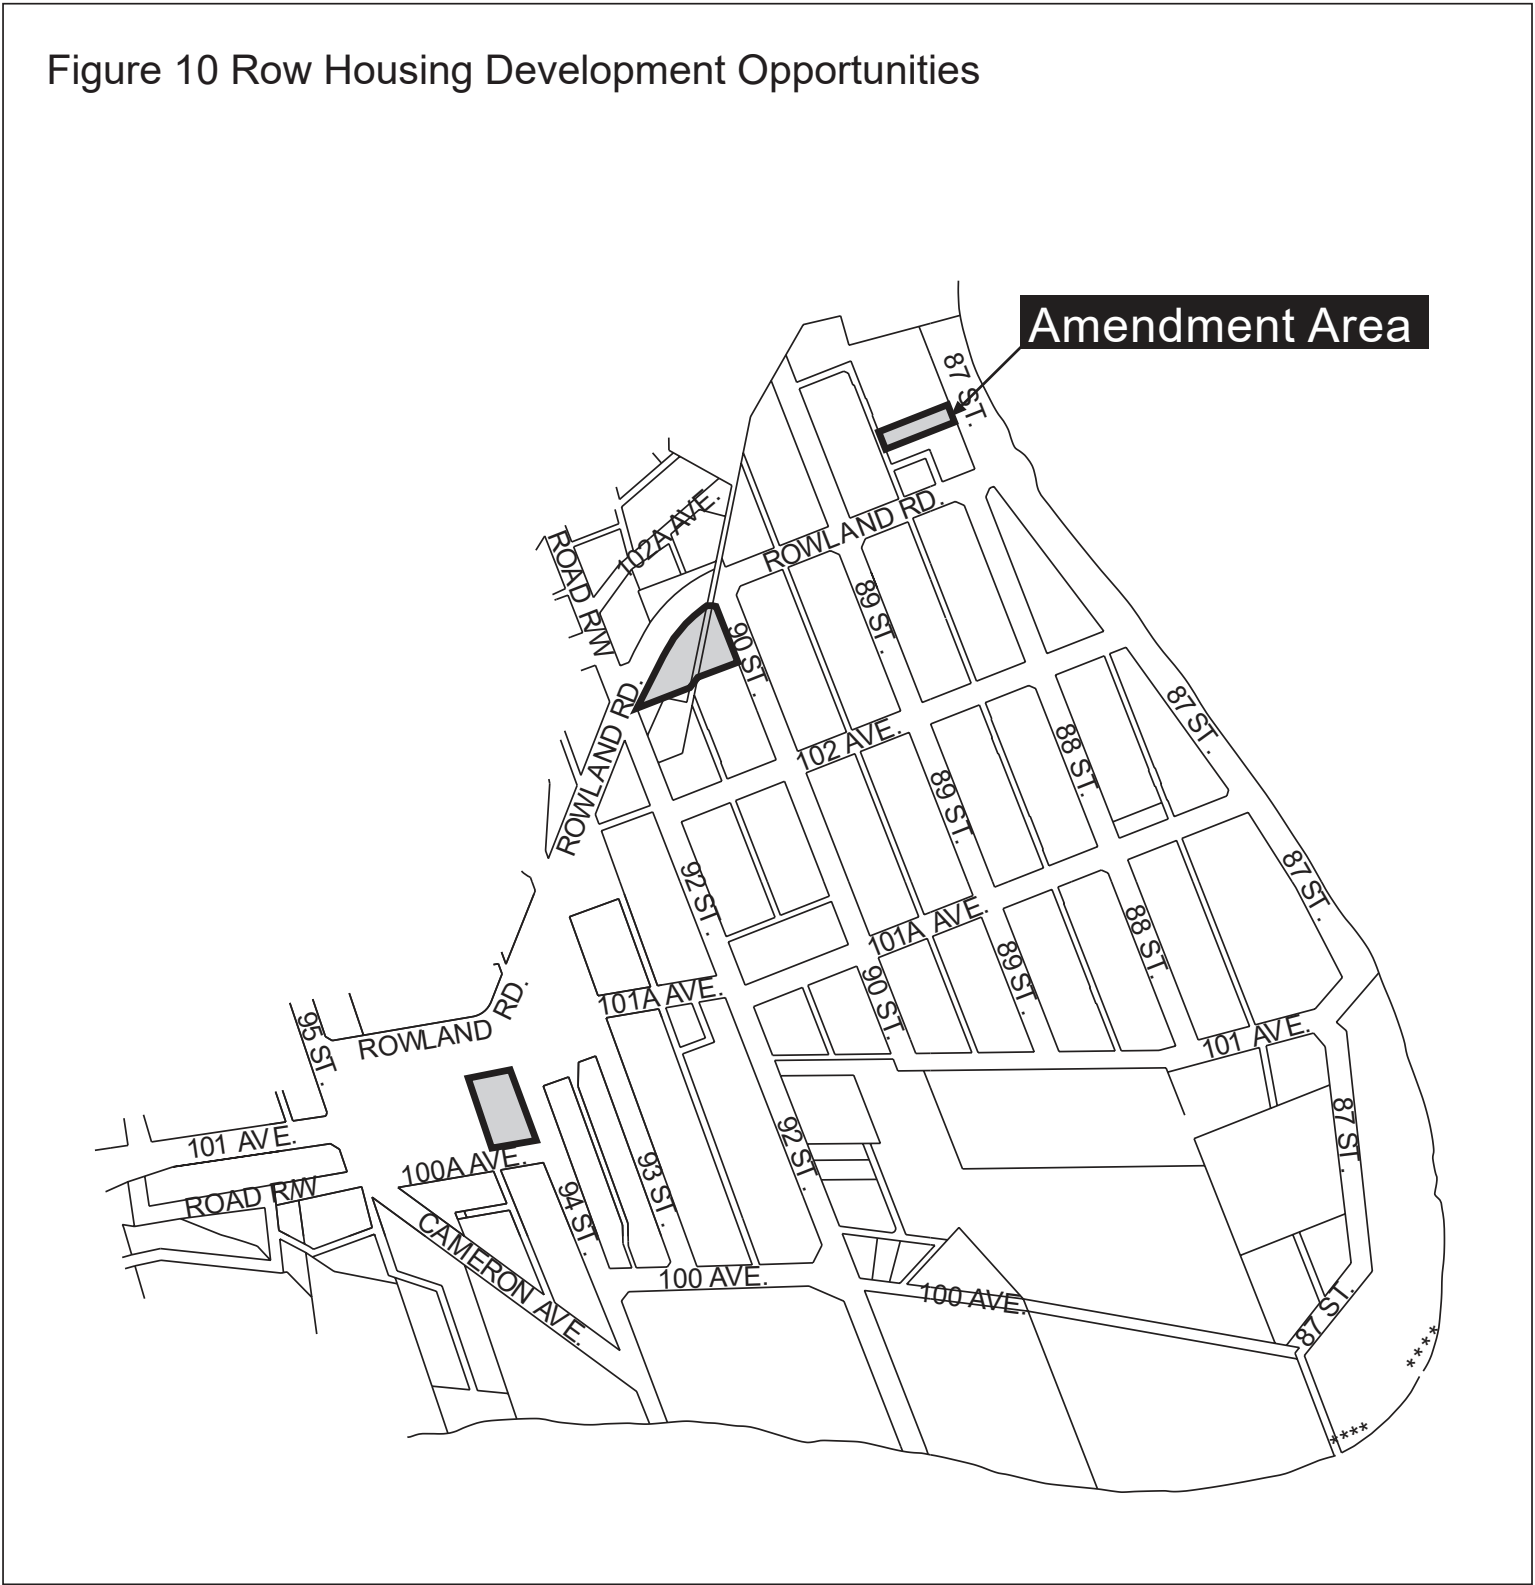 Figure 10 Row Housing Development Opportunities
Amendment Area
87 ST.
102A AVE.
ROWLAND RD.
ROAD R/W
89 ST.
90 ST.
ROWLAND RD.
87 ST.
102 AVE.
88 ST.
89 ST.
92 ST.
87 ST.
101A AVE.
88 ST.
89 ST.
90 ST.
101A AVE.
ROWLAND RD.
95 ST.
101 AVE.
101 AVE.
87 ST.
92 ST.
100A AVE.
93 ST.
94 ST.
ROAD R/W
CAMERON AVE.
100 AVE.
100 AVE.
87 ST.
****
****